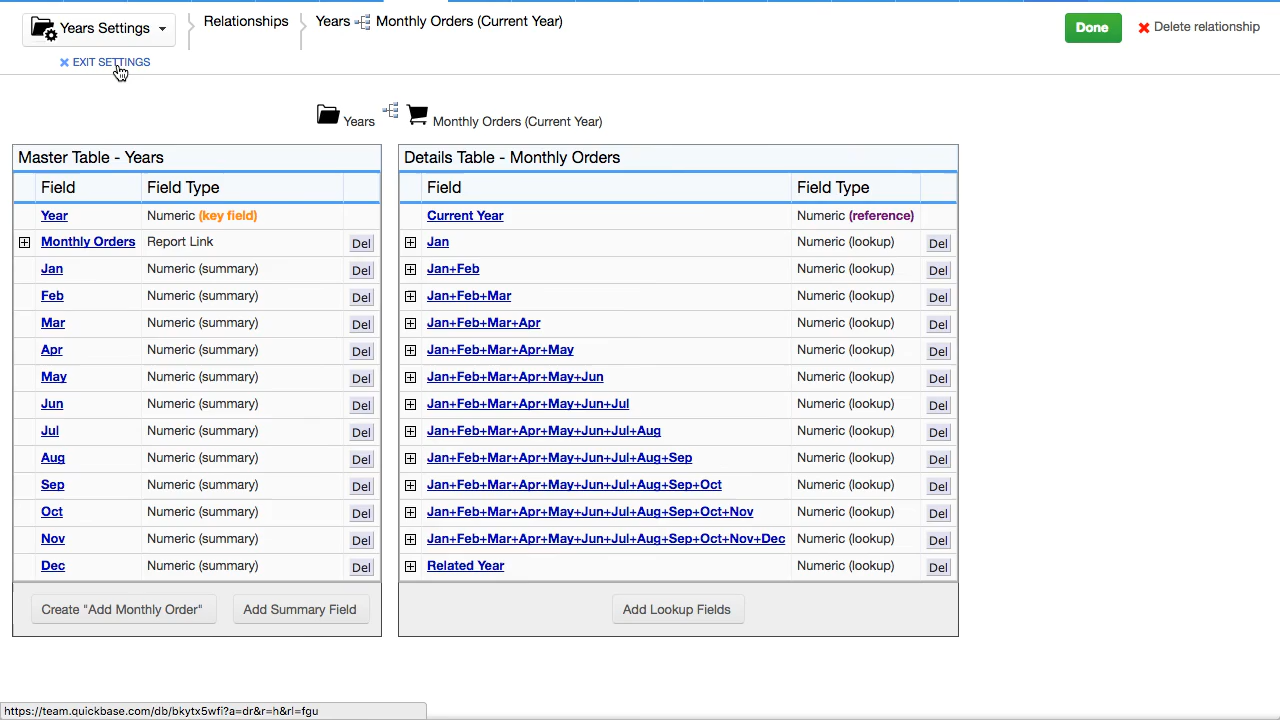 Years Settings
Relationships
Years Monthly Orders (Current Year)
Done
Delete relationship
EXIT SETTINGS
Years Monthly Orders (Current Year)
Master Table - Years
Field Field Type
Year Numeric (key field)
Monthly Orders Report Link Del
Jan Numeric (summary) Del
Feb Numeric (summary) Del
Mar Numeric (summary) Del
Apr Numeric (summary) Del
May Numeric (summary) Del
Jun Numeric (summary) Del
Jul Numeric (summary) Del
Aug Numeric (summary) Del
Sep Numeric (summary) Del
Oct Numeric (summary) Del
Nov Numeric (summary) Del
Dec Numeric (summary) Del
Create "Add Monthly Order" Add Summary Field
Details Table - Monthly Orders
Field Field Type
Current Year Numeric (reference)
Jan Numeric (lookup) Del
Jan+Feb Numeric (lookup) Del
Jan+Feb+Mar Numeric (lookup) Del
Jan+Feb+Mar+Apr Numeric (lookup) Del
Jan+Feb+Mar+Apr+May Numeric (lookup) Del
Jan+Feb+Mar+Apr+May+Jun Numeric (lookup) Del
Jan+Feb+Mar+Apr+May+Jun+Jul Numeric (lookup) Del
Jan+Feb+Mar+Apr+May+Jun+Jul+Aug Numeric (lookup) Del
Jan+Feb+Mar+Apr+May+Jun+Jul+Aug+Sep Numeric (lookup) Del
Jan+Feb+Mar+Apr+May+Jun+Jul+Aug+Sep+Oct Numeric (lookup) Del
Jan+Feb+Mar+Apr+May+Jun+Jul+Aug+Sep+Oct+Nov Numeric (lookup) Del
Jan+Feb+Mar+Apr+May+Jun+Jul+Aug+Sep+Oct+Nov+Dec Numeric (lookup) Del
Related Year Numeric (lookup) Del
Add Lookup Fields
https://team.quickbase.com/db/bkytx5wfi?a=dr&r=h&rl=fgu